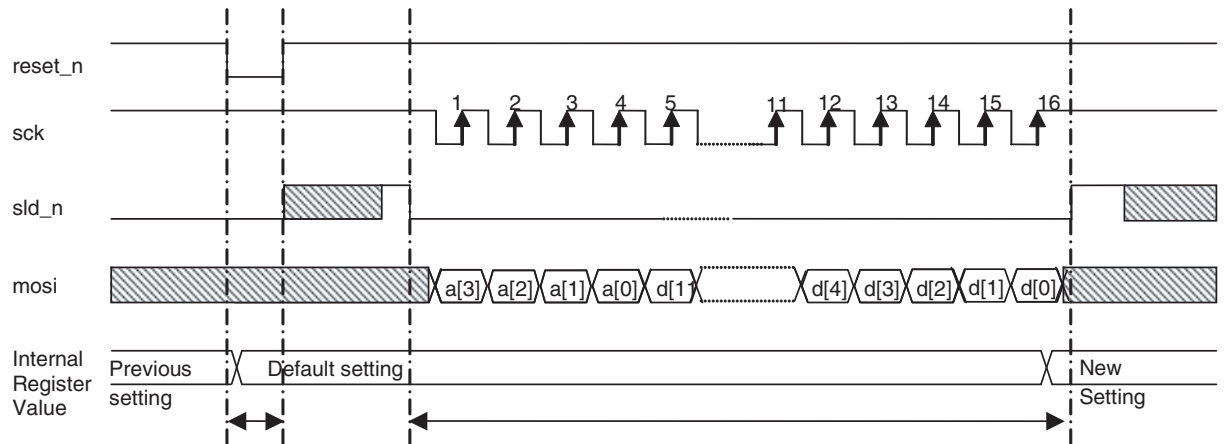 reset_n
sck
1 2 3 4 5 11 12 13 14 15 16
sld_n
mosi
a[3] a[2] a[1] a[0] d[11 d[4] d[3] d[2] d[1] d[0]
Internal
Register
Value
Previous
setting
Default setting
New
Setting